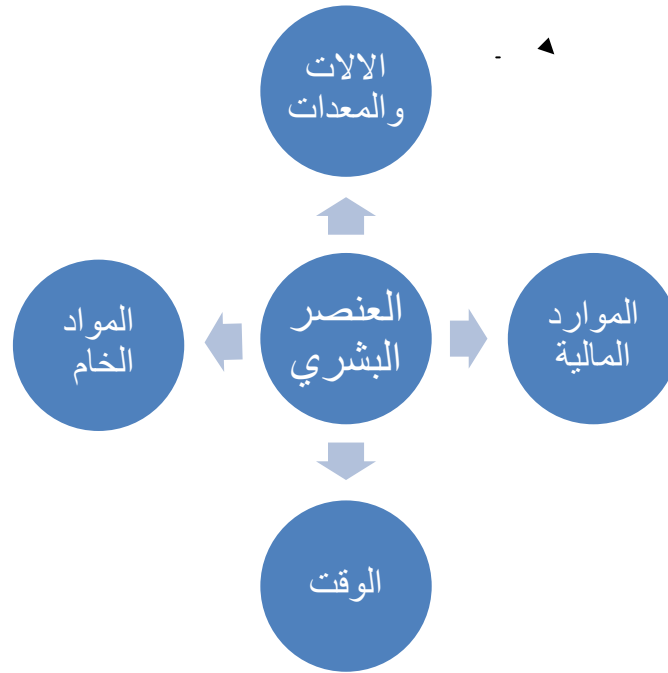 الالات
والمعدات
العنصر
البشري
الموارد
المالية
المواد
الخام
الوقت